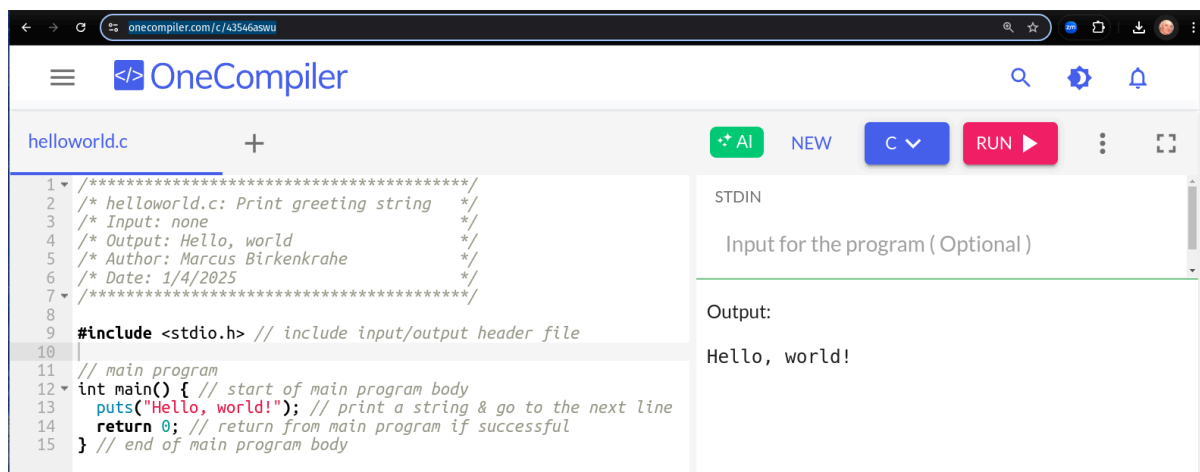 onecompiler.com/c/43546aswu
zm
</> OneCompiler
helloworld.c + AI NEW C RUN
1 /*****************************************/
2 /* helloworld.c: Print greeting string */
3 /* Input: none */
4 /* Output: Hello, world */
5 /* Author: Marcus Birkenkrahe */
6 /* Date: 1/4/2025 */
7 /*****************************************/
8
9 #include <stdio.h> // include input/output header file
10
11 // main program
12 int main() { // start of main program body
13 puts("Hello, world!"); // print a string & go to the next line
14 return 0; // return from main program if successful
15 } // end of main program body
STDIN
Input for the program ( Optional )
Output:
Hello, world!